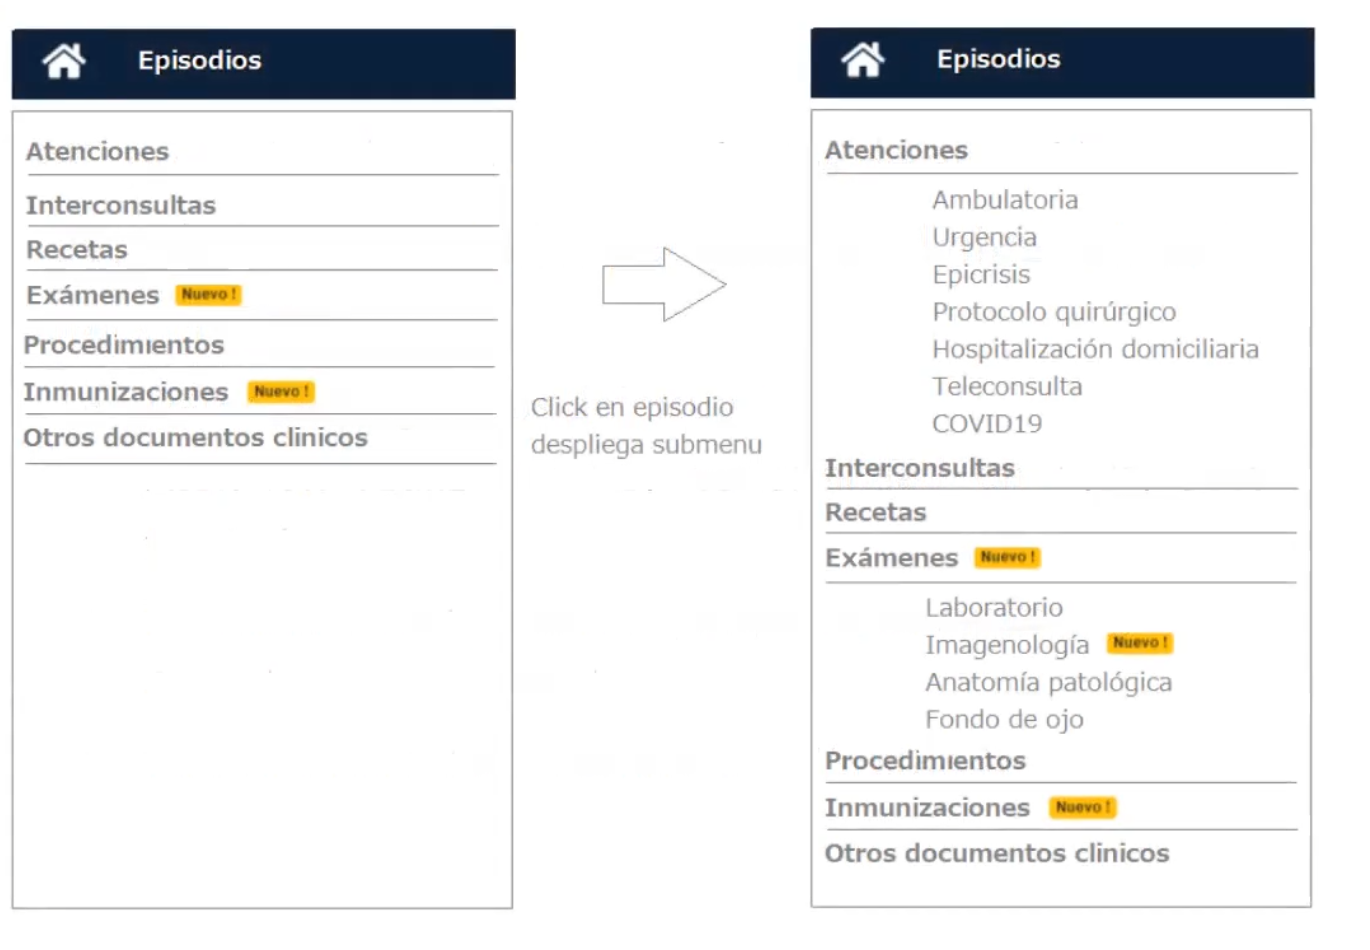 Episodios
Atenciones
Interconsultas
Recetas
Exámenes Nuevo !
Procedimientos
Inmunizaciones Nuevo !
Otros documentos clinicos
Click en episodio
despliega submenu
Episodios
Atenciones
Ambulatoria
Urgencia
Epicrisis
Protocolo quirúrgico
Hospitalización domiciliaria
Teleconsulta
COVID19
Interconsultas
Recetas
Exámenes Nuevo !
Laboratorio
Imagenología Nuevo !
Anatomía patológica
Fondo de ojo
Procedimientos
Inmunizaciones Nuevo !
Otros documentos clinicos